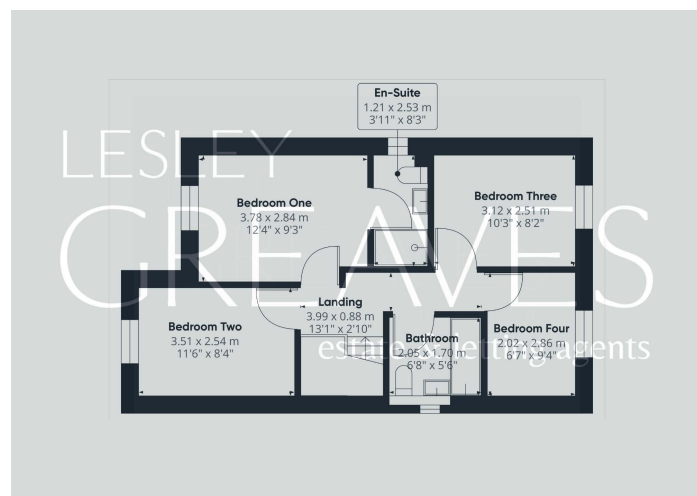 En-Suite
1.21 x 2.53 m
3'11" x 8'3"
LESLEY
GREAVES
estate & letting agents
Bedroom One
3.78 x 2.84 m
12'4" x 9'3"
Bedroom Three
3.12 x 2.51 m
10'3" x 8'2"
Landing
3.99 x 0.88 m
13'1" x 2'10"
Bedroom Two
3.51 x 2.54 m
11'6" x 8'4"
Bathroom
2.05 x 1.70 m
6'8" x 5'6"
Bedroom Four
2.02 x 2.86 m
6'7" x 9'4"